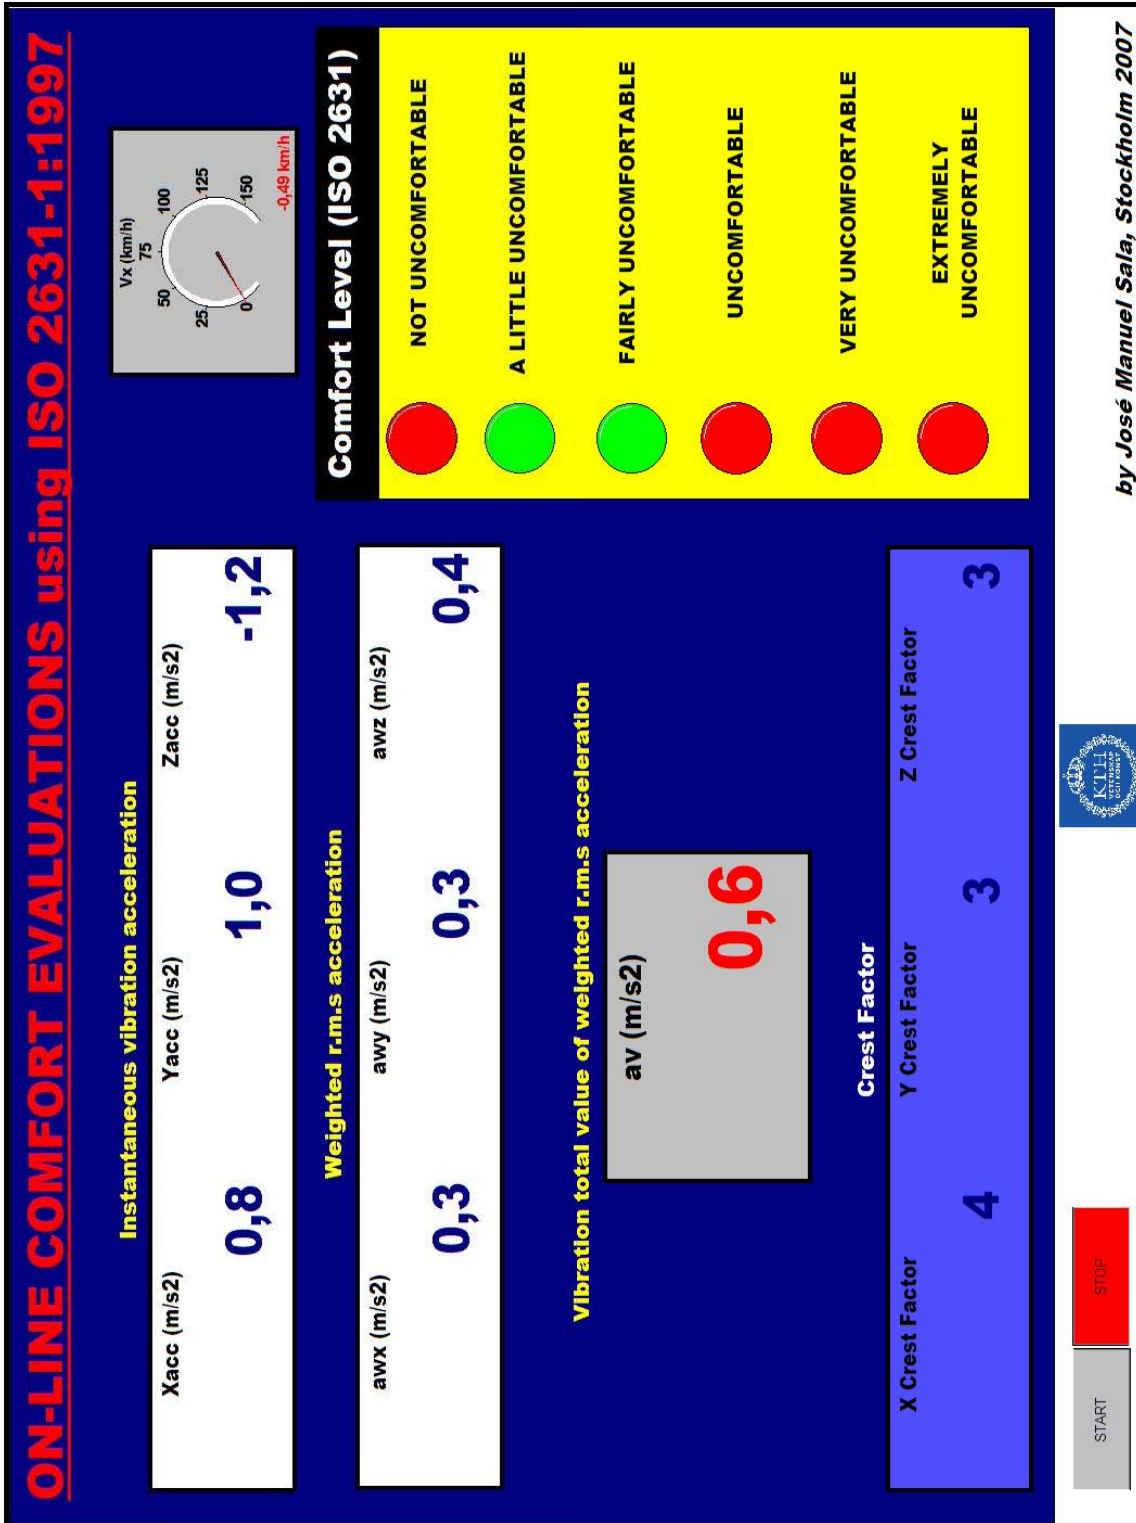 ON-LINE COMFORT EVALUATIONS using ISO 2631-1:1997
Instantaneous vibration acceleration
Xacc (m/s2) Yacc (m/s2) Zacc (m/s2)
0,8 1,0 -1,2
Weighted r.m.s acceleration
awx (m/s2) awy (m/s2) awz (m/s2)
0,3 0,3 0,4
Vibration total value of weighted r.m.s acceleration
av (m/s2)
0,6
Crest Factor
X Crest Factor Y Crest Factor Z Crest Factor
4 3 3
Vx (km/h)
0 25 50 75 100 125 150
-0,49 km/h
Comfort Level (ISO 2631)
NOT UNCOMFORTABLE
A LITTLE UNCOMFORTABLE
FAIRLY UNCOMFORTABLE
UNCOMFORTABLE
VERY UNCOMFORTABLE
EXTREMELY
UNCOMFORTABLE
START STOP
KTH
VETENSKAP
OCH KONST
by José Manuel Sala, Stockholm 2007